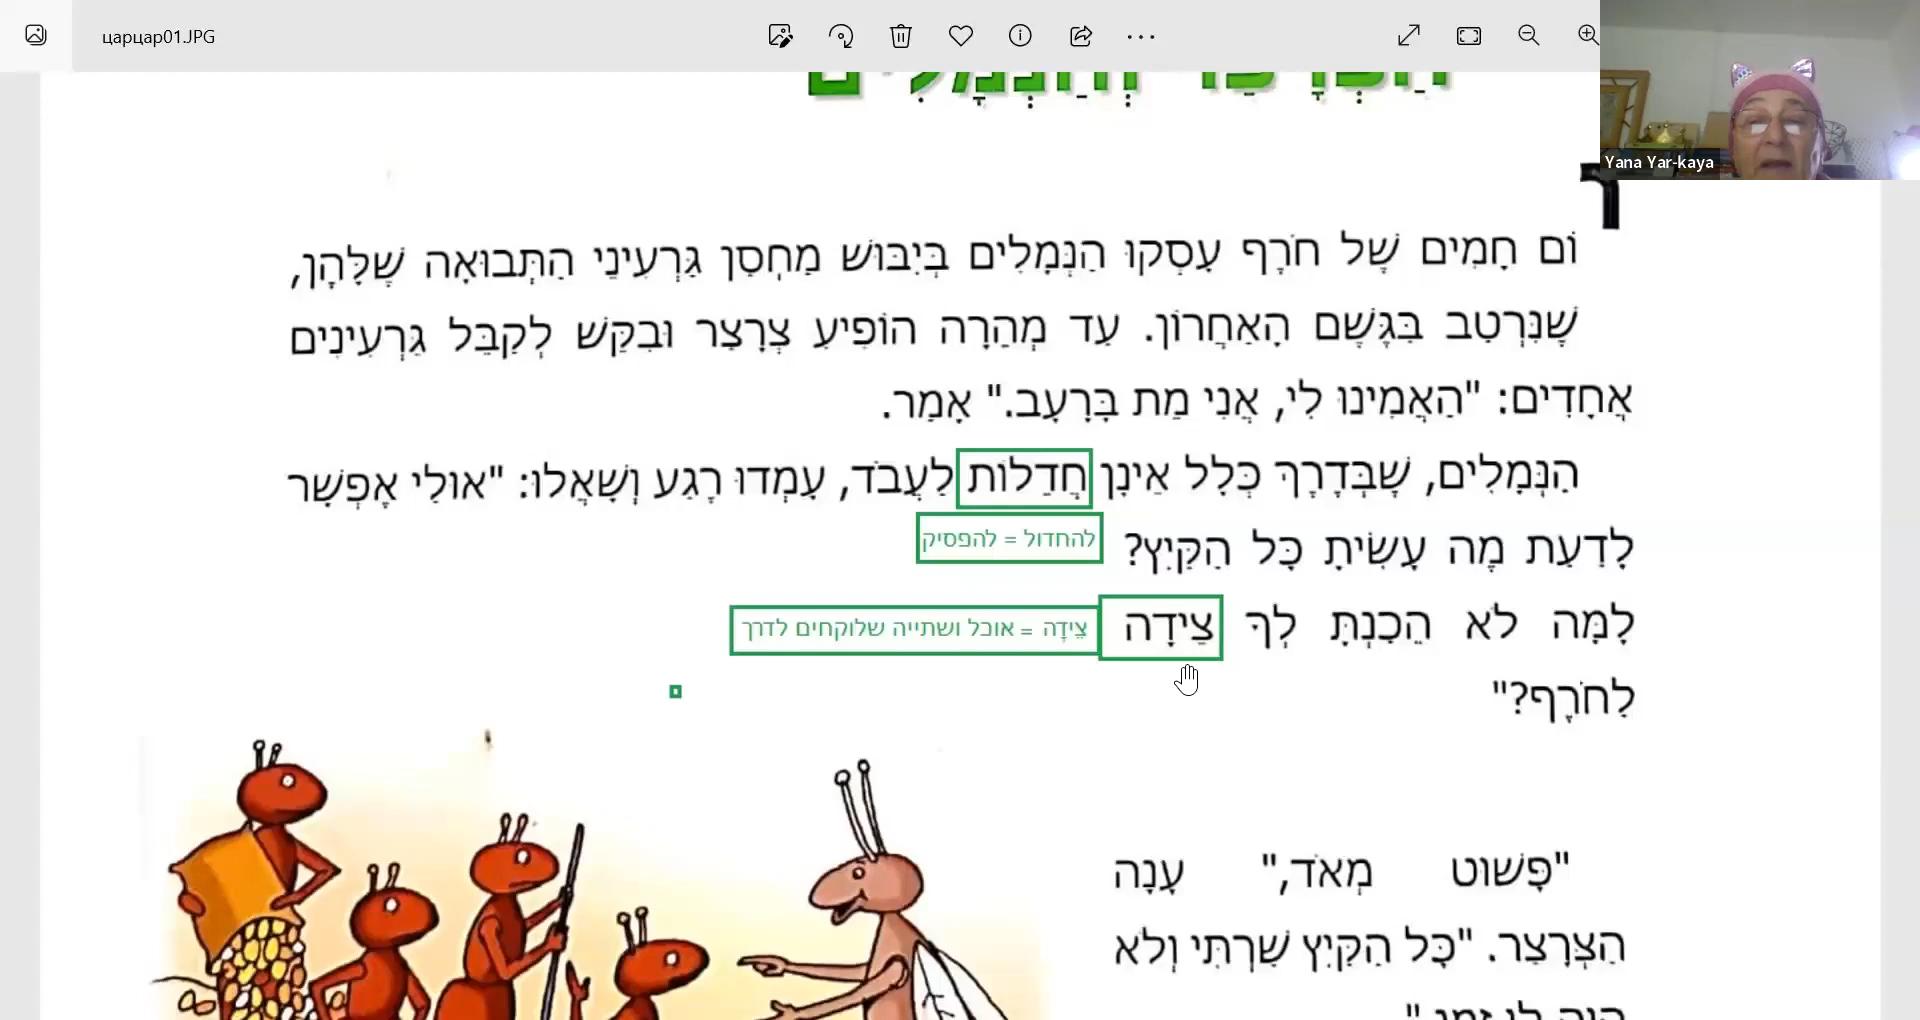 царцар01.JPG
Yana Yar-kaya
וֹם חָמִים שֶׁל חֹרֶף עָסְקוּ הַנְּמָלִים בְּיִבּוּשׁ מַחְסַן גַּרְעִינֵי הַתְּבוּאָה שֶׁלָּהֶן,
שֶׁנִּרְטַב בַּגֶּשֶׁם הָאַחֲרוֹן. עַד מְהֵרָה הוֹפִיעַ צְרָצַר וּבִקֵּשׁ לְקַבֵּל גַּרְעִינִים
אֲחָדִים: "הַאֲמִינוּ לִי, אֲנִי מֵת בָּרָעָב." אָמַר.
הַנְּמָלִים, שֶׁבְּדֶרֶךְ כְּלָל אֵינָן חֲדֵלוֹת לַעֲבֹד, עָמְדוּ רֶגַע וְשָׁאֲלוּ: "אוּלַי אֶפְשָׁר
לָדַעַת מֶה עָשִׂיתָ כָּל הַקַּיִץ?
להחדול = להפסיק
לָמָּה לֹא הֵכַנְתָּ לְךָ צֵידָה
צֵידָה = אוכל ושתייה שלוקחים לדרך
לַחֹרֶף?"
"פָּשׁוּט מְאֹד," עָנָה
הַצְּרָצַר. "כָּל הַקַּיִץ שַׁרְתִּי וְלֹא